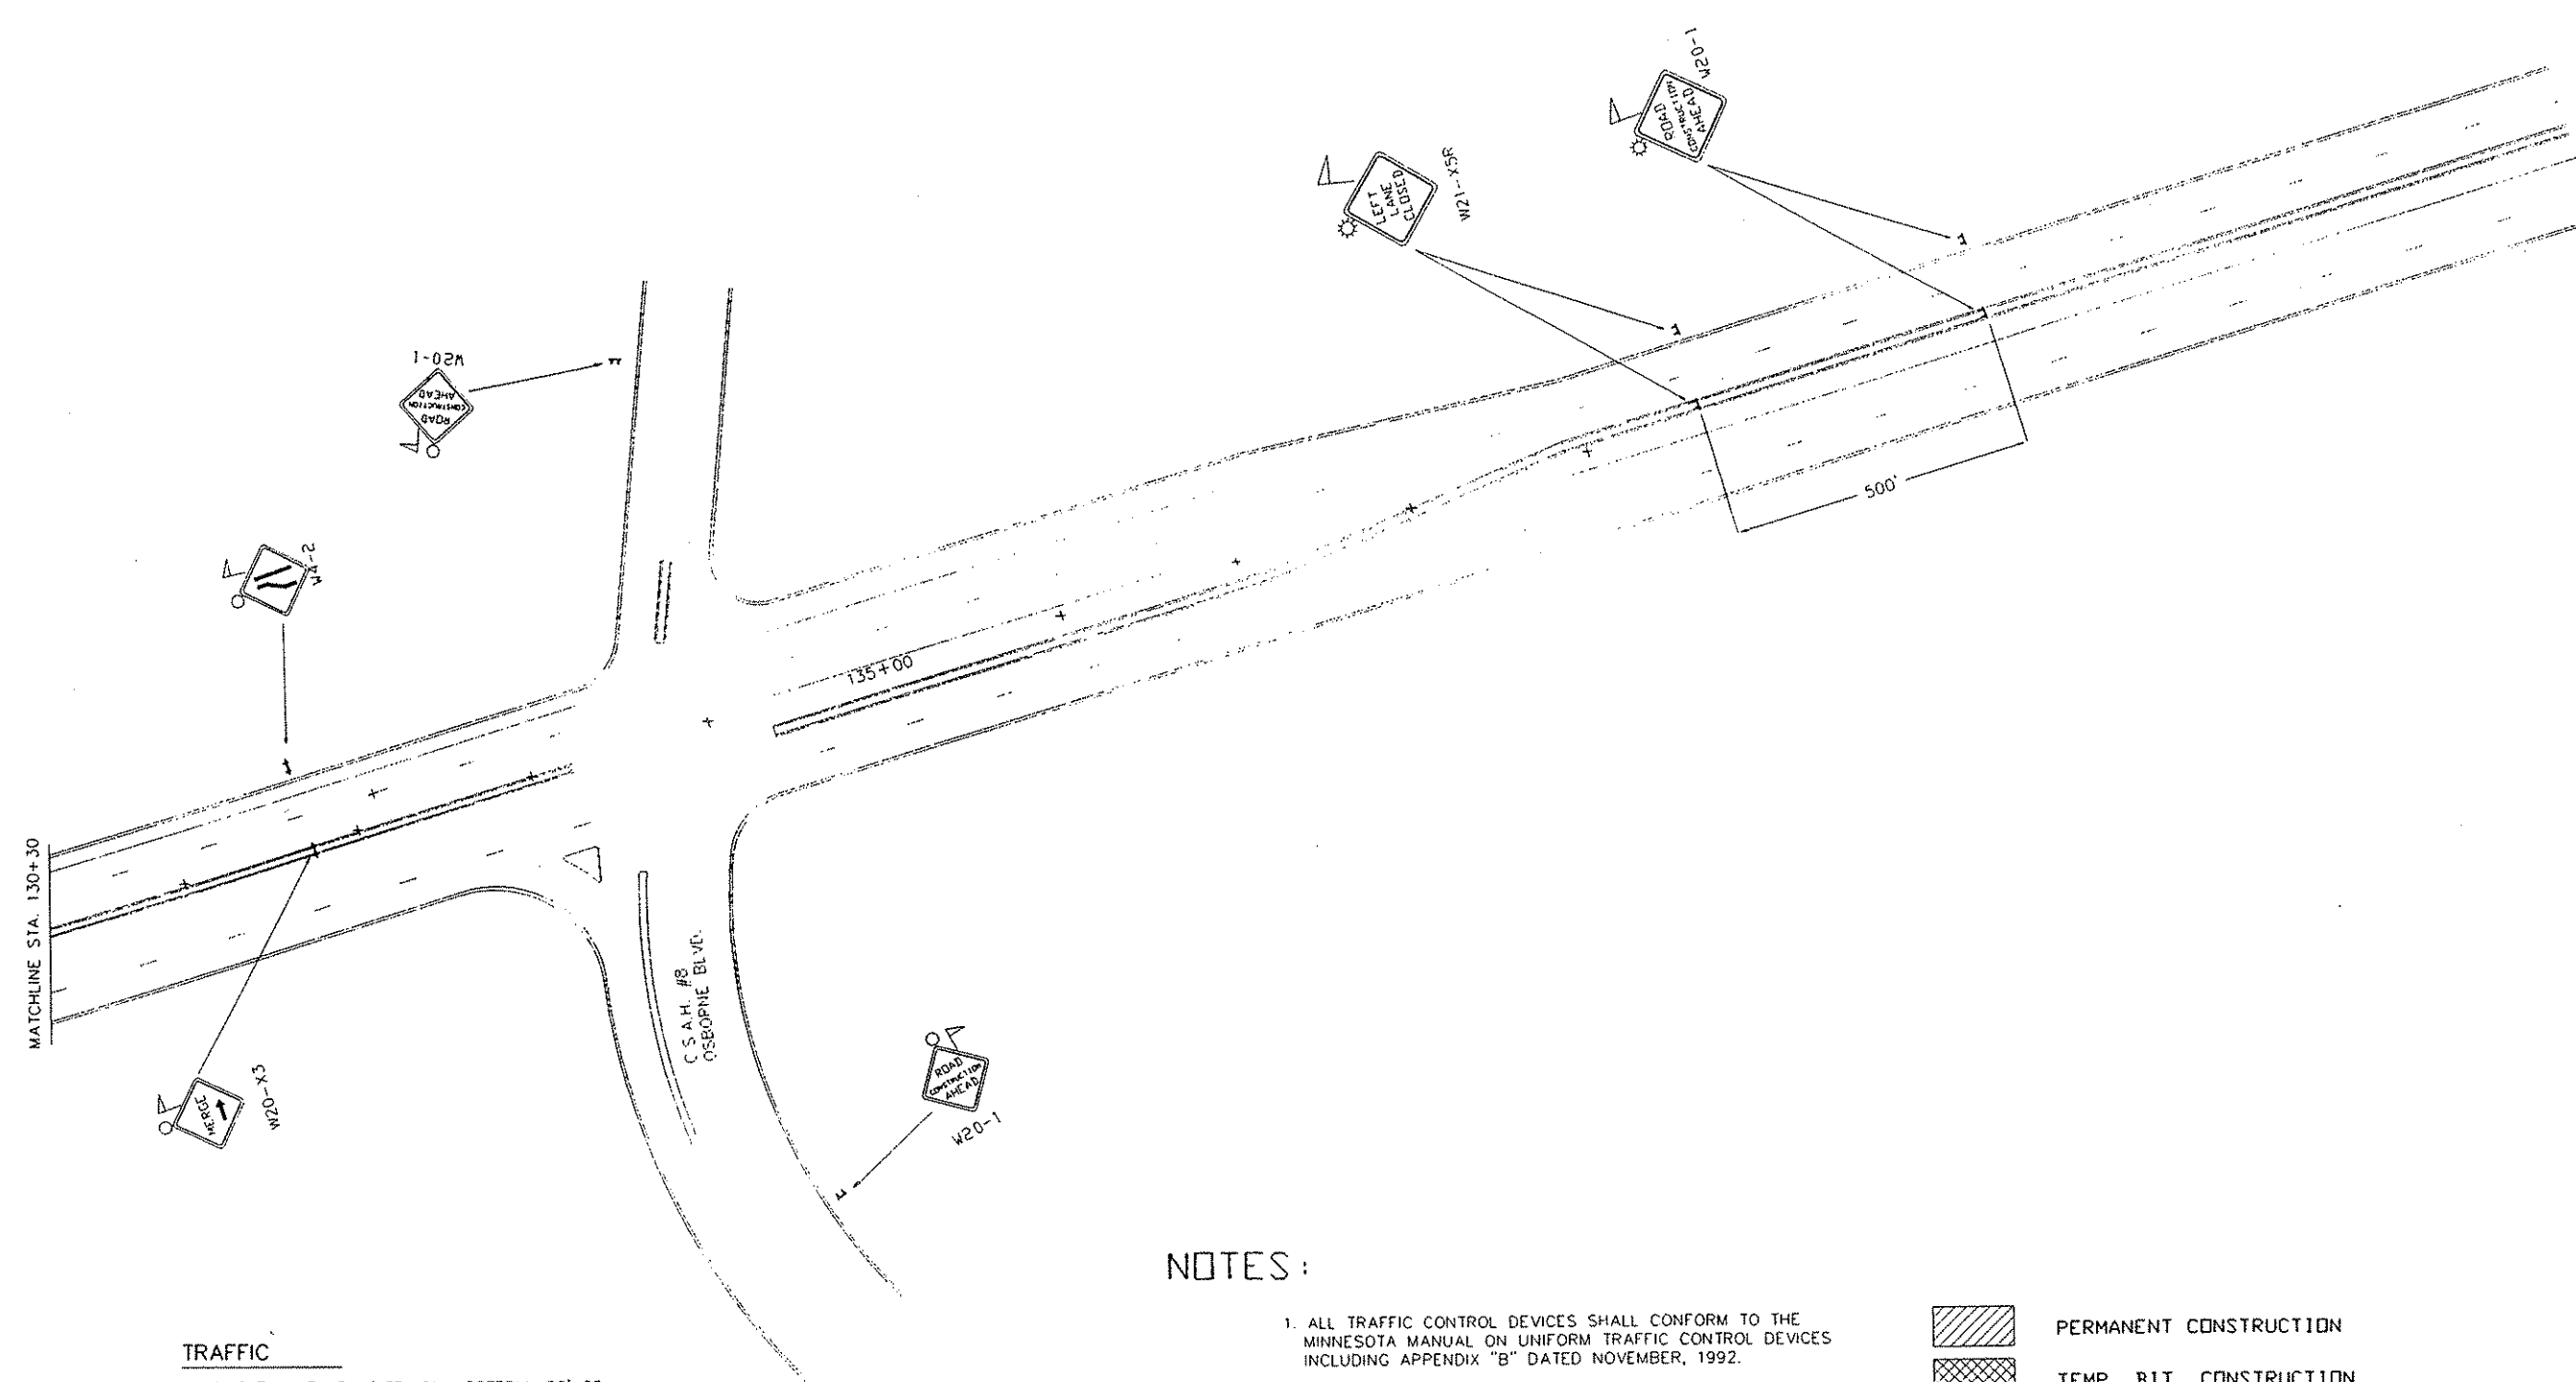 W20-1
ROAD
CONSTRUCTION
AHEAD
W21-X5R
LEFT
LANE
CLOSED
W20-1
ROAD
CONSTRUCTION
AHEAD
500'
W4-2
135+00
MATCHLINE STA. 130+30
C.S.A.H. #8
OSBORNE BLVD.
MERGE
W20-X3
ROAD
CONSTRUCTION
AHEAD
W20-1
NOTES:
1. ALL TRAFFIC CONTROL DEVICES SHALL CONFORM TO THE
MINNESOTA MANUAL ON UNIFORM TRAFFIC CONTROL DEVICES
INCLUDING APPENDIX "B" DATED NOVEMBER, 1992.
PERMANENT CONSTRUCTION
TEMP. BIT. CONSTRUCTION
TRAFFIC